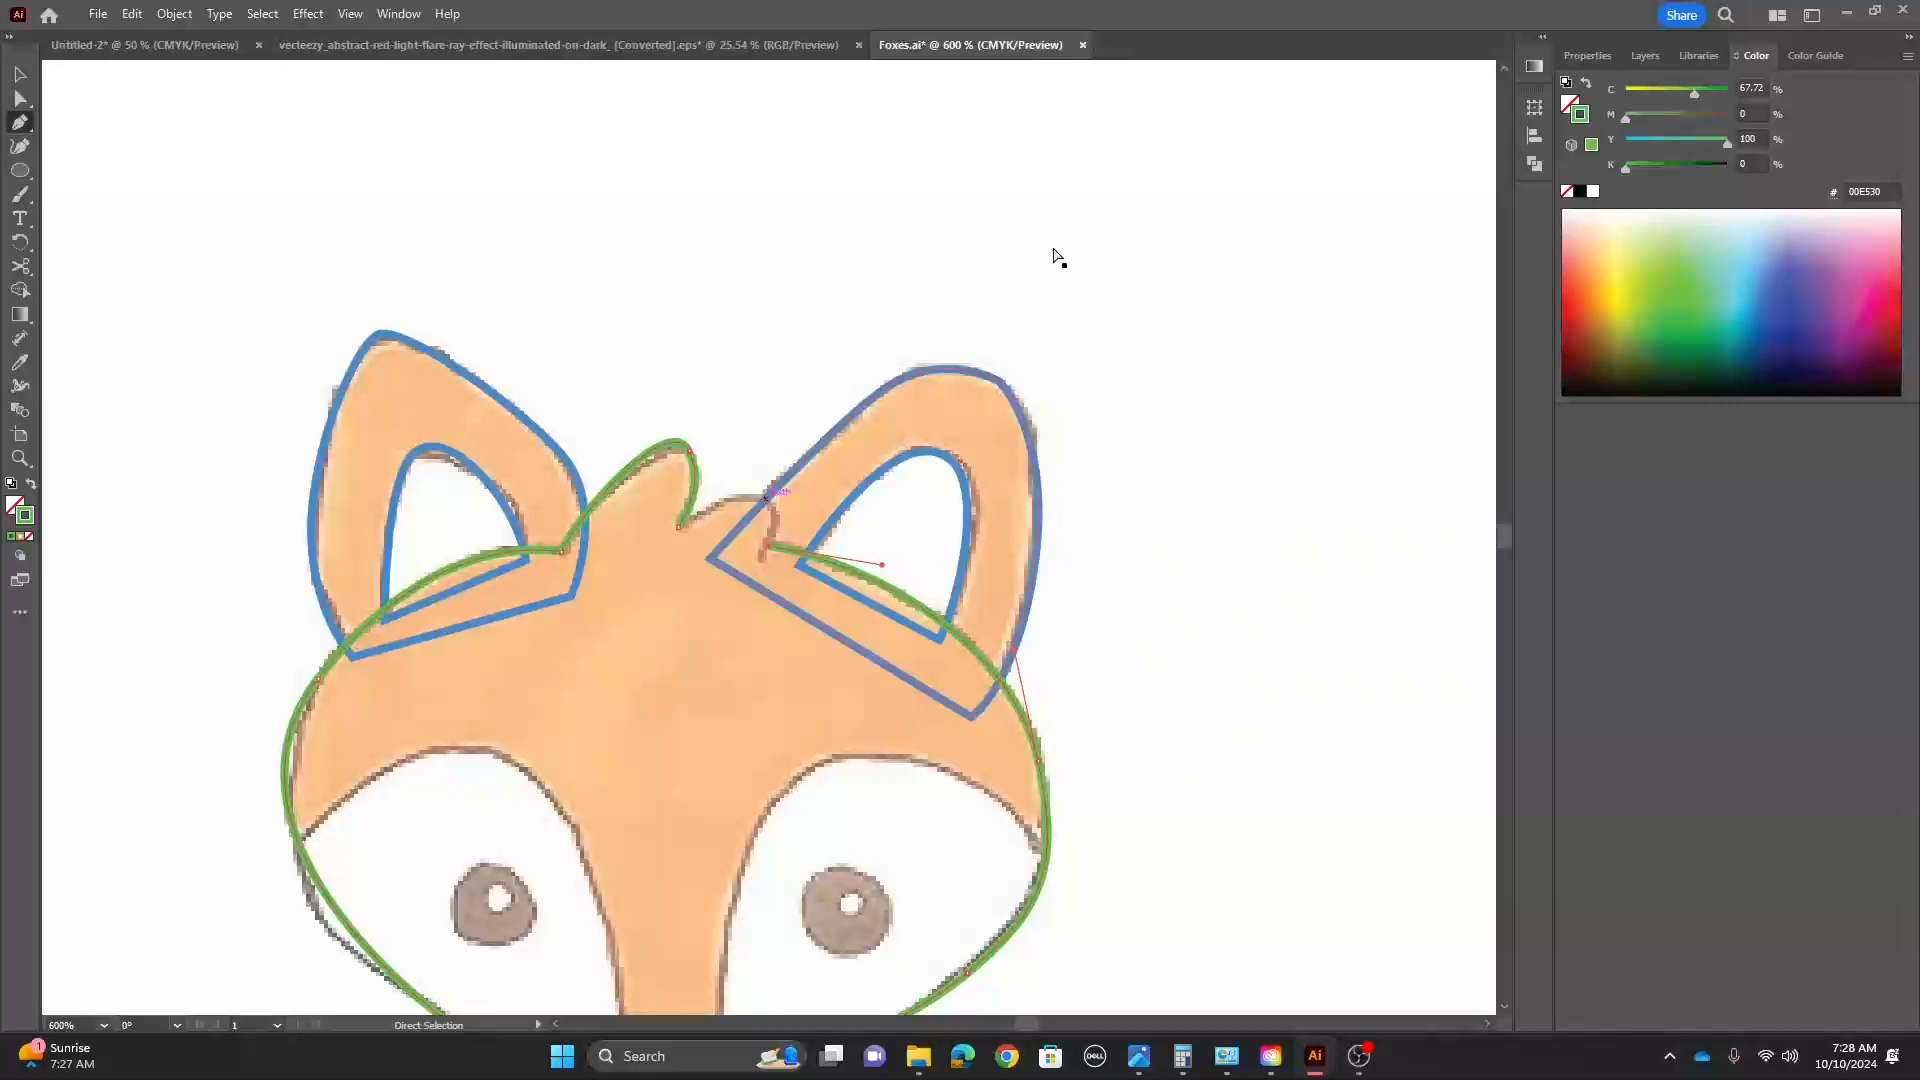 Ai File Edit Object Type Select Effect View Window Help Share
Untitled-2* @ 50 % (CMYK/Preview) × vecteezy_abstract-red-light-flare-ray-effect-illuminated-on-dark_ [Converted].eps* @ 25.54 % (RGB/Preview) × Foxes.ai* @ 600 % (CMYK/Preview) ×
Properties Layers Libraries Color Color Guide
C 67.72 %
M 0 %
Y 100 %
K 0 %
# 00E530
600% 0° 1 Direct Selection
Sunrise
7:27 AM
1
Search
DELL
Ai
7:28 AM
10/10/2024